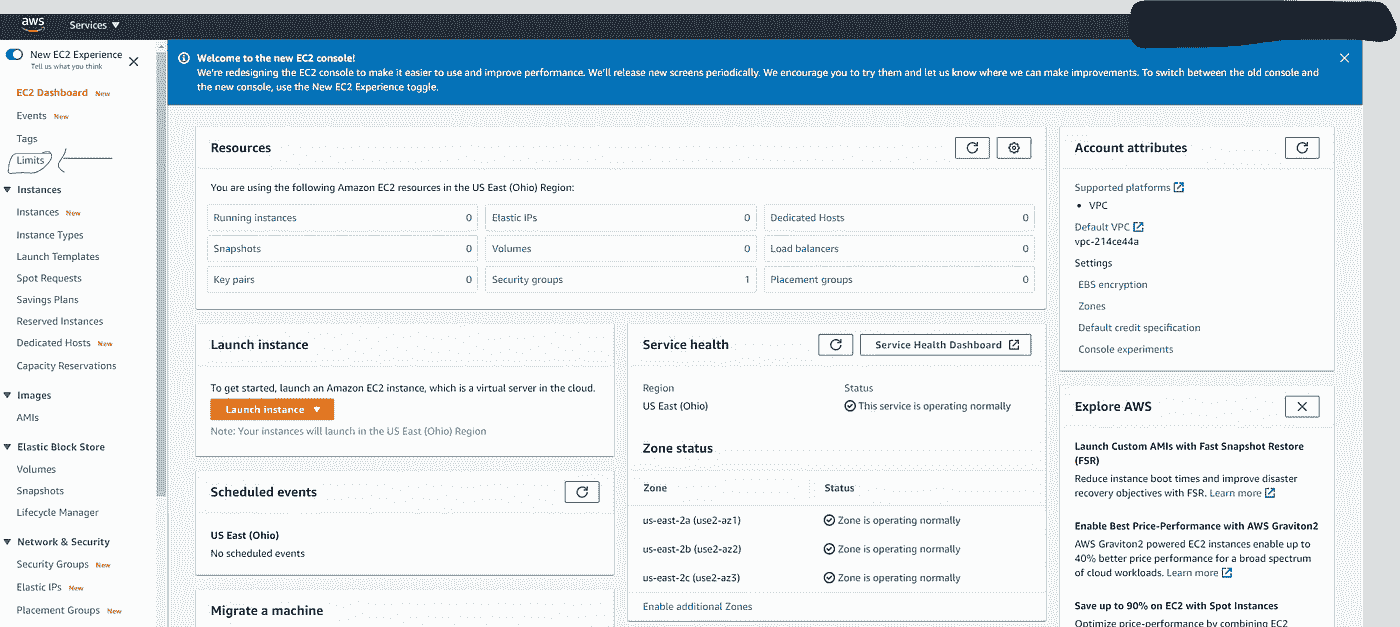 aws
Services
New EC2 Experience
Tell us what you think
EC2 Dashboard New
Events New
Tags
Limits
Instances
Instances New
Instance Types
Launch Templates
Spot Requests
Savings Plans
Reserved Instances
Dedicated Hosts New
Capacity Reservations
Images
AMIs
Elastic Block Store
Volumes
Snapshots
Lifecycle Manager
Network & Security
Security Groups New
Elastic IPs New
Placement Groups New
Welcome to the new EC2 console!
We're redesigning the EC2 console to make it easier to use and improve performance. We'll release new screens periodically. We encourage you to try them and let us know where we can make improvements. To switch between the old console and
the new console, use the New EC2 Experience toggle.
Resources
You are using the following Amazon EC2 resources in the US East (Ohio) Region:
Running instances 0
Elastic IPs 0
Dedicated Hosts 0
Snapshots 0
Volumes 0
Load balancers 0
Key pairs 0
Security groups 1
Placement groups 0
Launch instance
To get started, launch an Amazon EC2 instance, which is a virtual server in the cloud.
Launch instance
Note: Your instances will launch in the US East (Ohio) Region
Scheduled events
US East (Ohio)
No scheduled events
Migrate a machine
Service health
Service Health Dashboard
Region Status
US East (Ohio) This service is operating normally
Zone status
Zone Status
us-east-2a (use2-az1) Zone is operating normally
us-east-2b (use2-az2) Zone is operating normally
us-east-2c (use2-az3) Zone is operating normally
Enable additional Zones
Account attributes
Supported platforms
• VPC
Default VPC
vpc-214ce44a
Settings
EBS encryption
Zones
Default credit specification
Console experiments
Explore AWS
Launch Custom AMIs with Fast Snapshot Restore
(FSR)
Reduce instance boot times and improve disaster
recovery objectives with FSR. Learn more
Enable Best Price-Performance with AWS Graviton2
AWS Graviton2 powered EC2 instances enable up to
40% better price performance for a broad spectrum
of cloud workloads. Learn more
Save up to 90% on EC2 with Spot Instances
Optimize price-performance by combining EC2